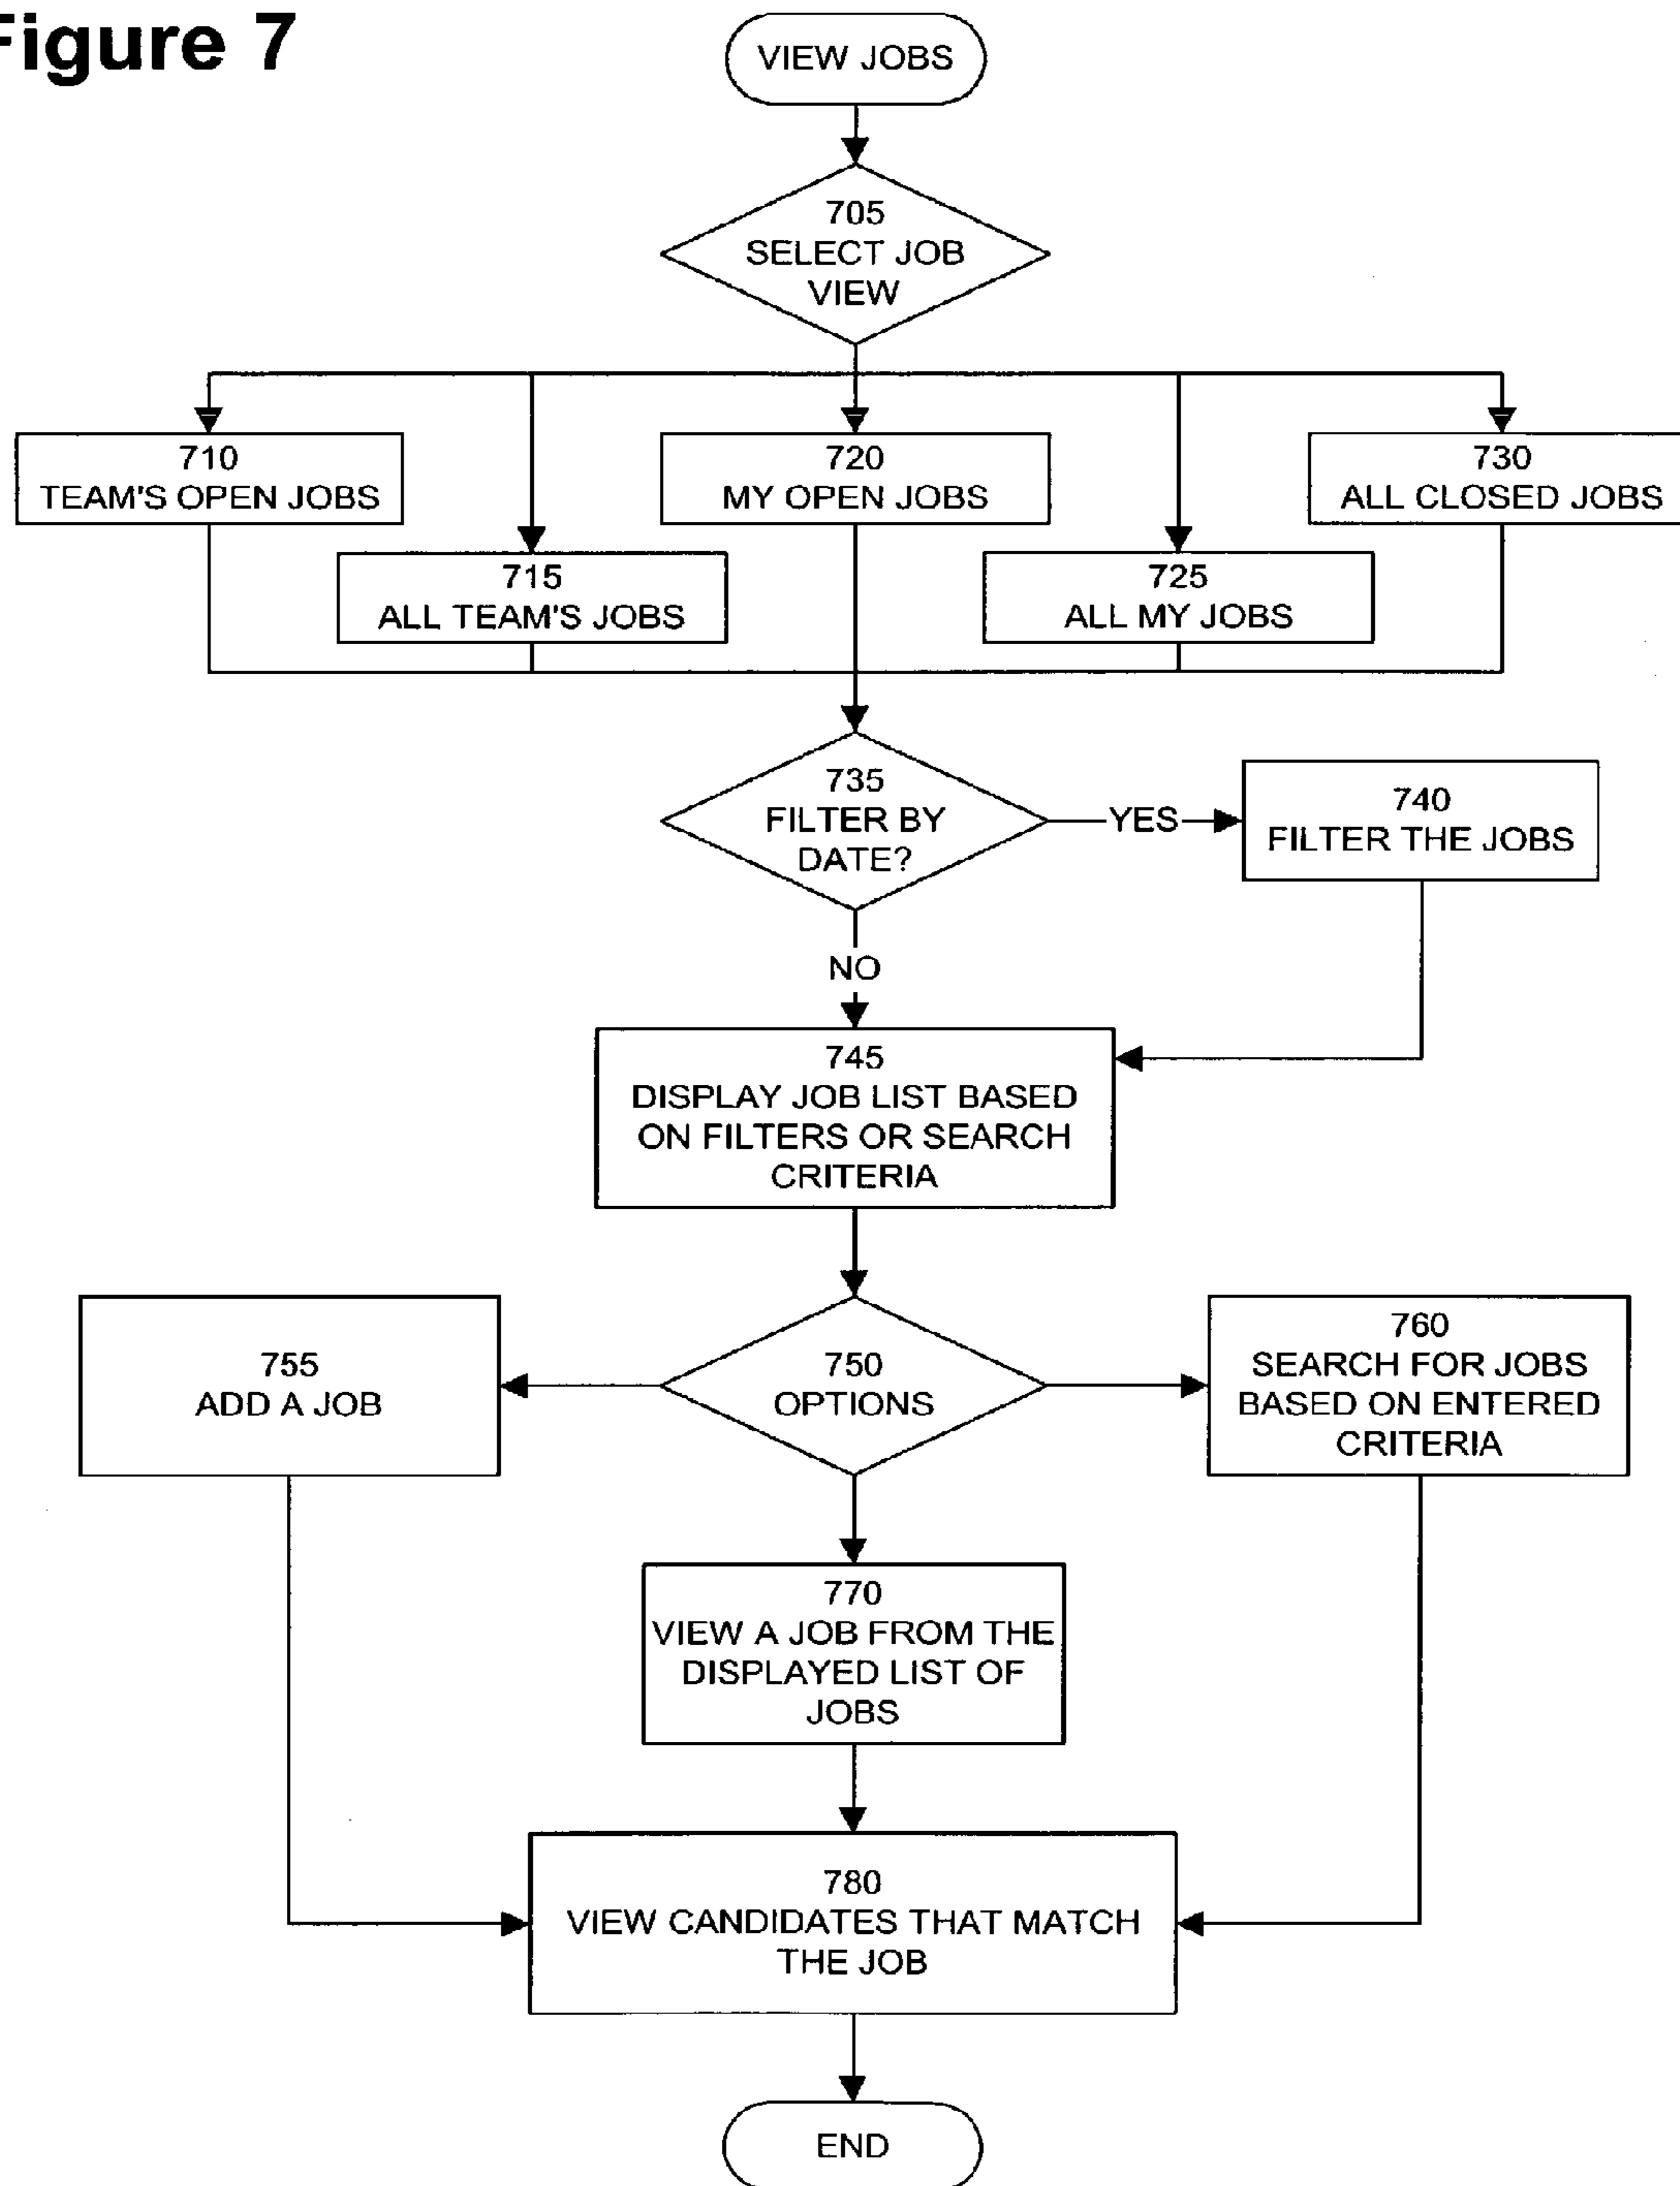 Figure 7
VIEW JOBS
705
SELECT JOB
VIEW
710
TEAM'S OPEN JOBS
720
MY OPEN JOBS
730
ALL CLOSED JOBS
715
ALL TEAM'S JOBS
725
ALL MY JOBS
735
FILTER BY
DATE?
YES
740
FILTER THE JOBS
NO
745
DISPLAY JOB LIST BASED
ON FILTERS OR SEARCH
CRITERIA
755
ADD A JOB
750
OPTIONS
760
SEARCH FOR JOBS
BASED ON ENTERED
CRITERIA
770
VIEW A JOB FROM THE
DISPLAYED LIST OF
JOBS
780
VIEW CANDIDATES THAT MATCH
THE JOB
END